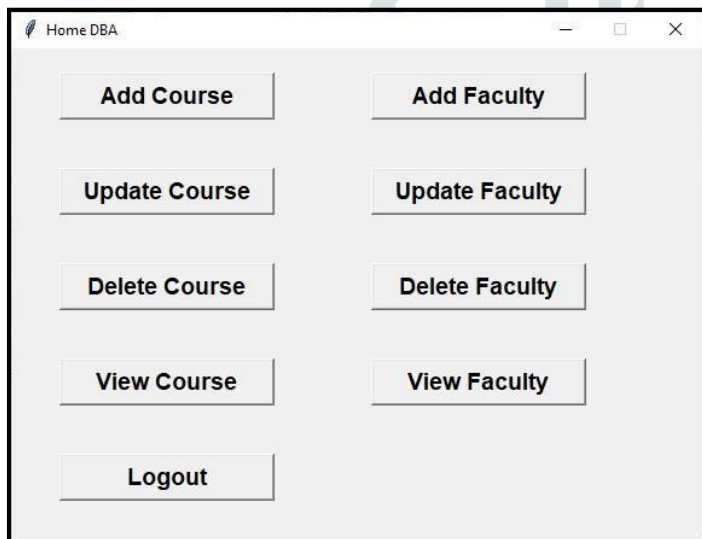 Home DBA
Add Course Add Faculty
Update Course Update Faculty
Delete Course Delete Faculty
View Course View Faculty
Logout